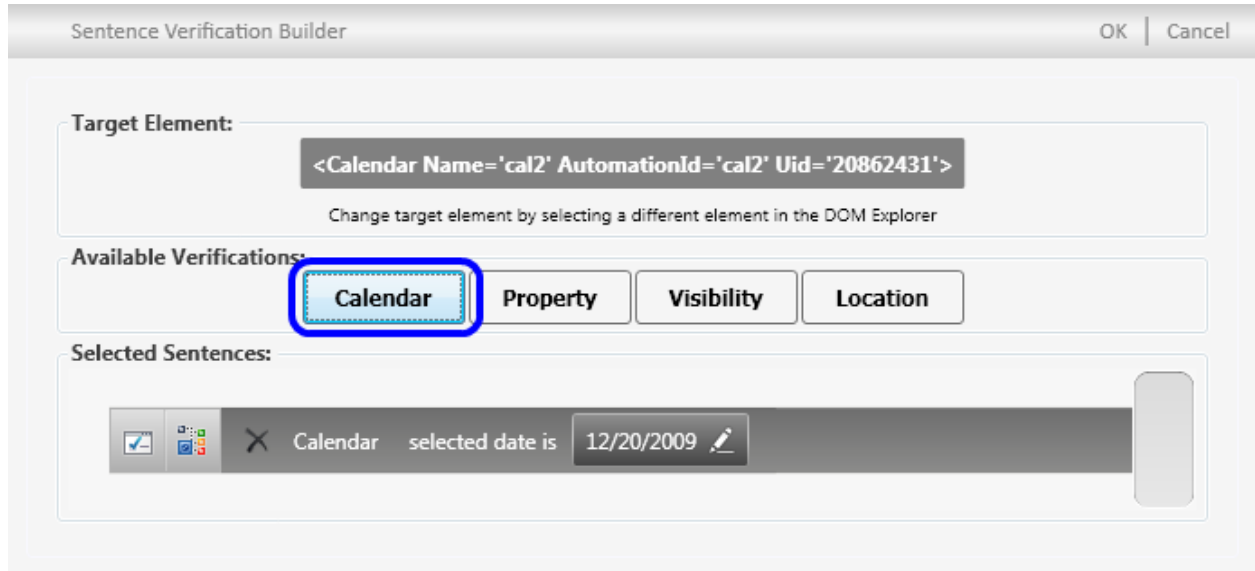 Sentence Verification Builder OK | Cancel
Target Element:
<Calendar Name='cal2' AutomationId='cal2' Uid='20862431'>
Change target element by selecting a different element in the DOM Explorer
Available Verifications:
Calendar Property Visibility Location
Selected Sentences:
Calendar selected date is 12/20/2009